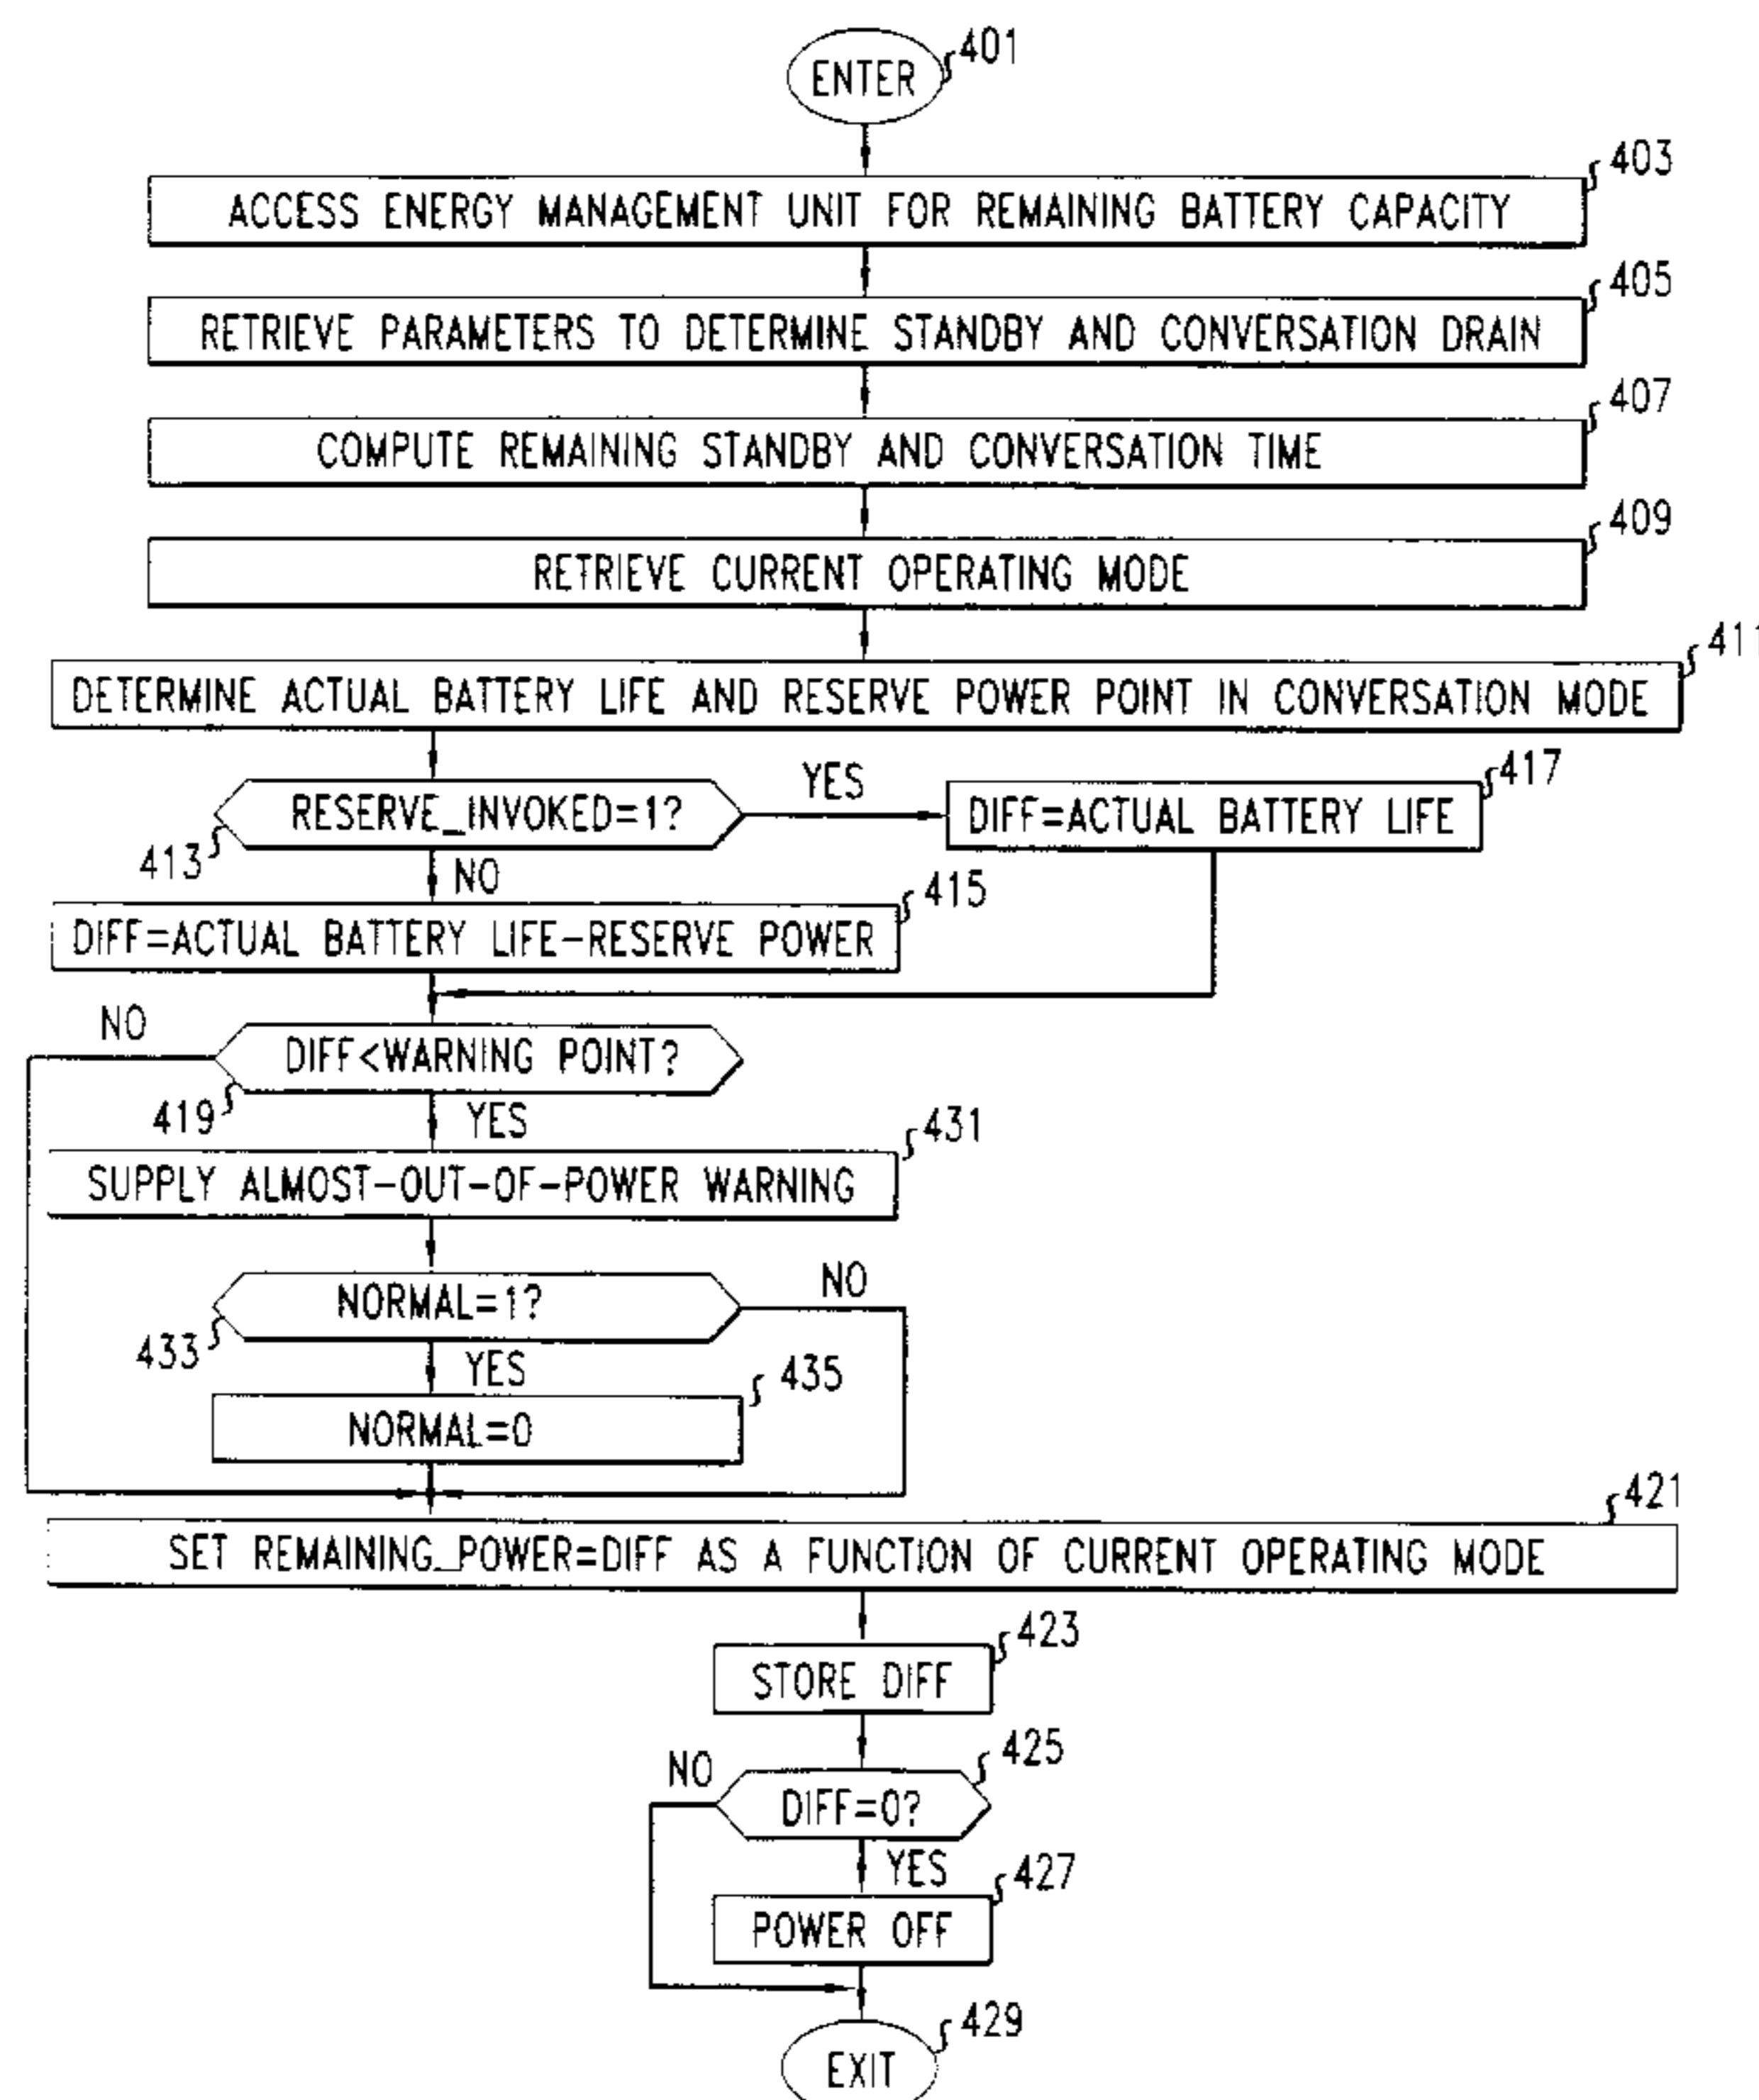 ENTER
401
403
ACCESS ENERGY MANAGEMENT UNIT FOR REMAINING BATTERY CAPACITY
405
RETRIEVE PARAMETERS TO DETERMINE STANDBY AND CONVERSATION DRAIN
407
COMPUTE REMAINING STANDBY AND CONVERSATION TIME
409
RETRIEVE CURRENT OPERATING MODE
411
DETERMINE ACTUAL BATTERY LIFE AND RESERVE POWER POINT IN CONVERSATION MODE
RESERVE_INVOKED=1?
YES
417
DIFF=ACTUAL BATTERY LIFE
413
NO
415
DIFF=ACTUAL BATTERY LIFE-RESERVE POWER
NO
DIFF<WARNING POINT?
419
YES
431
SUPPLY ALMOST-OUT-OF-POWER WARNING
NORMAL=1?
NO
433
YES
435
NORMAL=0
421
SET REMAINING_POWER=DIFF AS A FUNCTION OF CURRENT OPERATING MODE
423
STORE DIFF
425
NO
DIFF=0?
YES
427
POWER OFF
429
EXIT